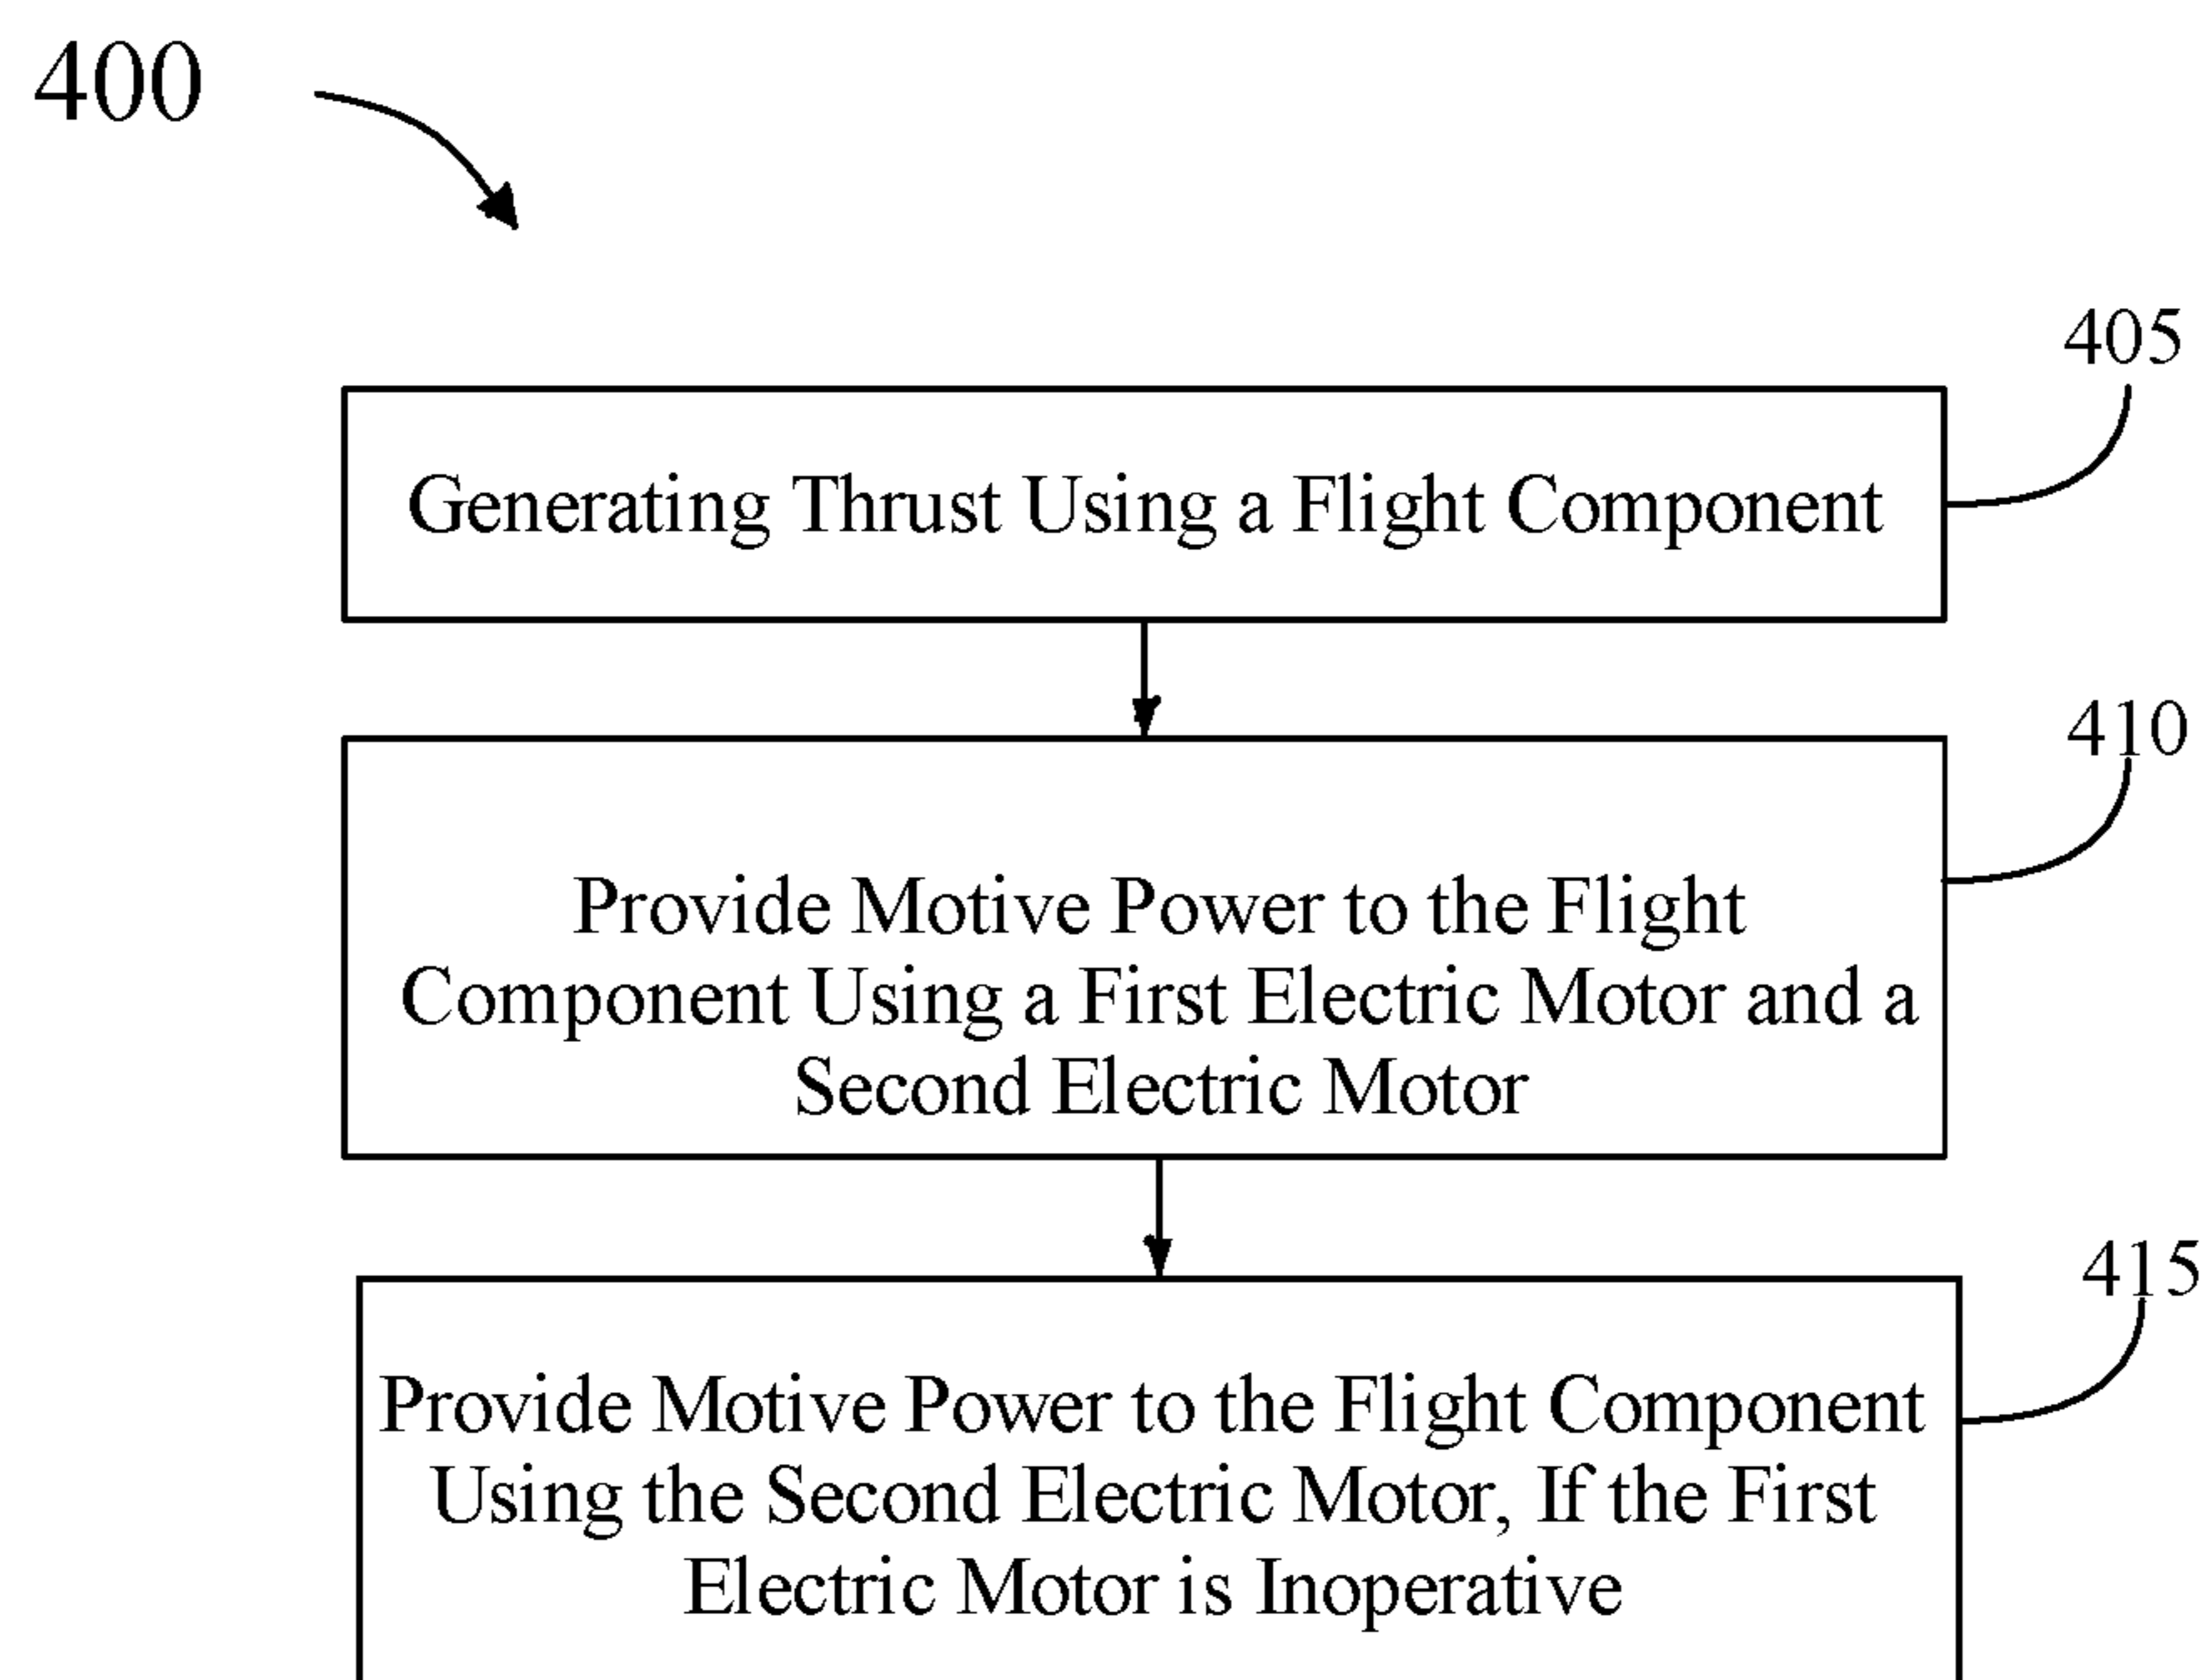 400
405
Generating Thrust Using a Flight Component
410
Provide Motive Power to the Flight
Component Using a First Electric Motor and a
Second Electric Motor
415
Provide Motive Power to the Flight Component
Using the Second Electric Motor, If the First
Electric Motor is Inoperative